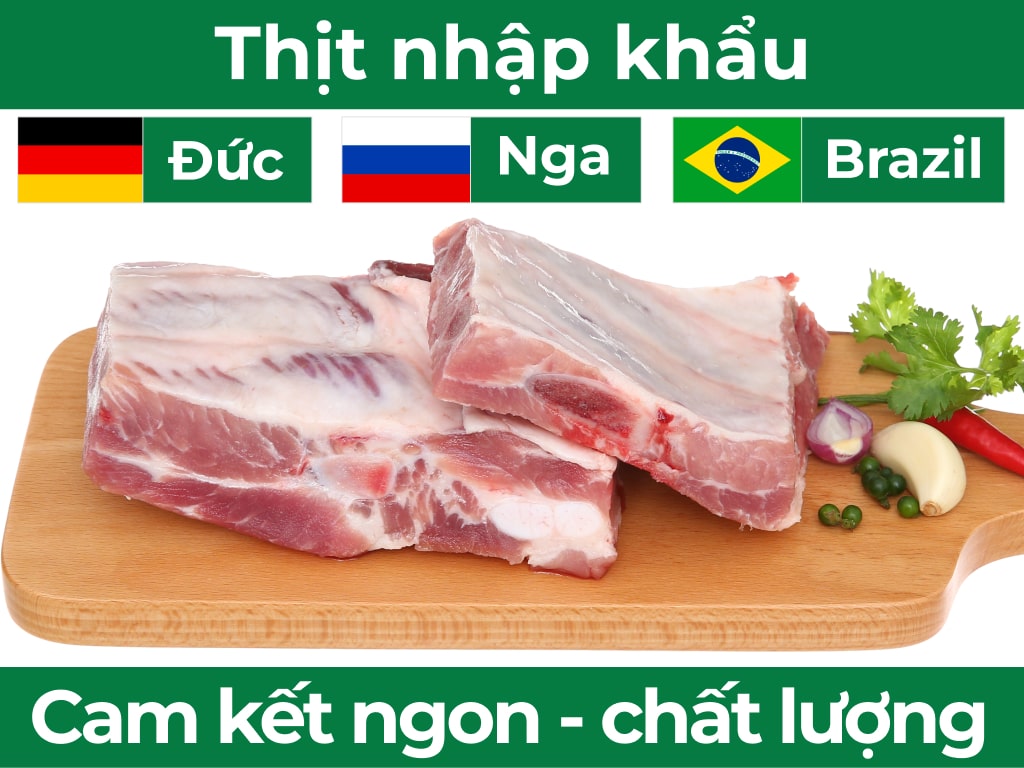 Thịt nhập khẩu
Đức
Nga
Brazil
Cam kết ngon - chất lượng